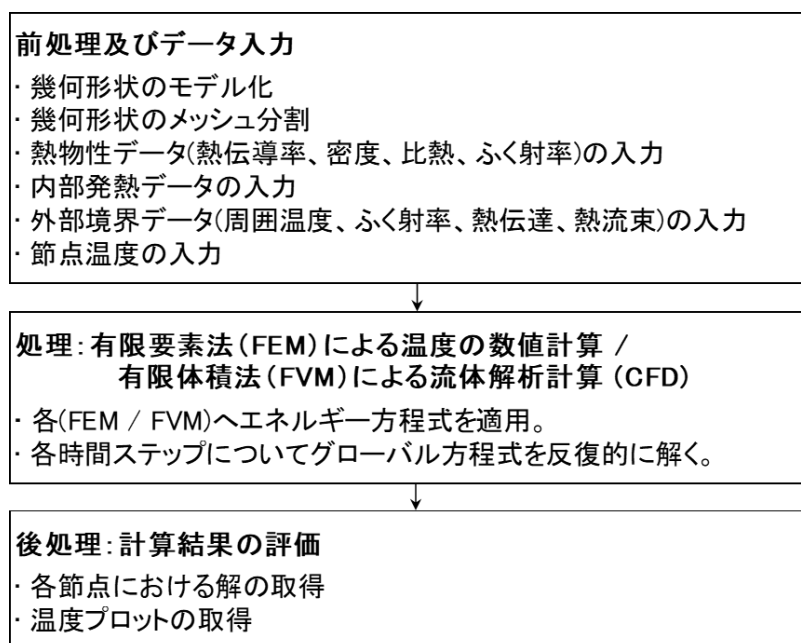 前処理及びデータ入力
・幾何形状のモデル化
・幾何形状のメッシュ分割
・熱物性データ(熱伝導率、密度、比熱、ふく射率)の入力
・内部発熱データの入力
・外部境界データ(周囲温度、ふく射率、熱伝達、熱流束)の入力
・節点温度の入力
処理:有限要素法(FEM)による温度の数値計算 /
有限体積法(FVM)による流体解析計算 (CFD)
・各(FEM / FVM)へエネルギー方程式を適用。
・各時間ステップについてグローバル方程式を反復的に解く。
後処理:計算結果の評価
・各節点における解の取得
・温度プロットの取得